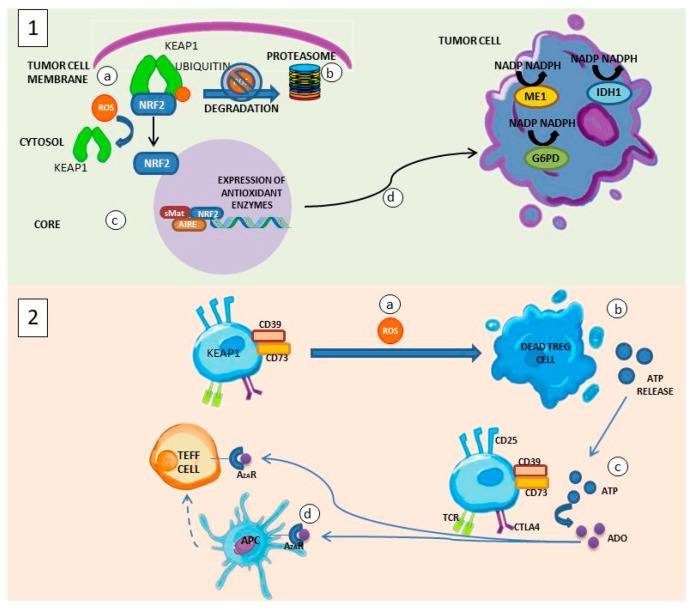 1
KEAP1
TUMOR CELL
MEMBRANE
a
UBIQUITIN
PROTEASOME
b
ROS
NRF2
DEGRADATION
CYTOSOL
KEAP1
NRF2
EXPRESSION OF
ANTIOXIDANT
ENZYMES
CORE
c
sMat
NRF2
AIRE
d
TUMOR CELL
NADP NADPH
NADP NADPH
ME1
IDH1
NADP NADPH
G6PD
2
a
ROS
b
KEAP1
CD39
CD73
DEAD TREG
CELL
ATP
RELEASE
TEFF
CELL
A2AR
CD25
CD39
CD73
TCR
CTLA4
c
ATP
ADO
d
APC
A2AR